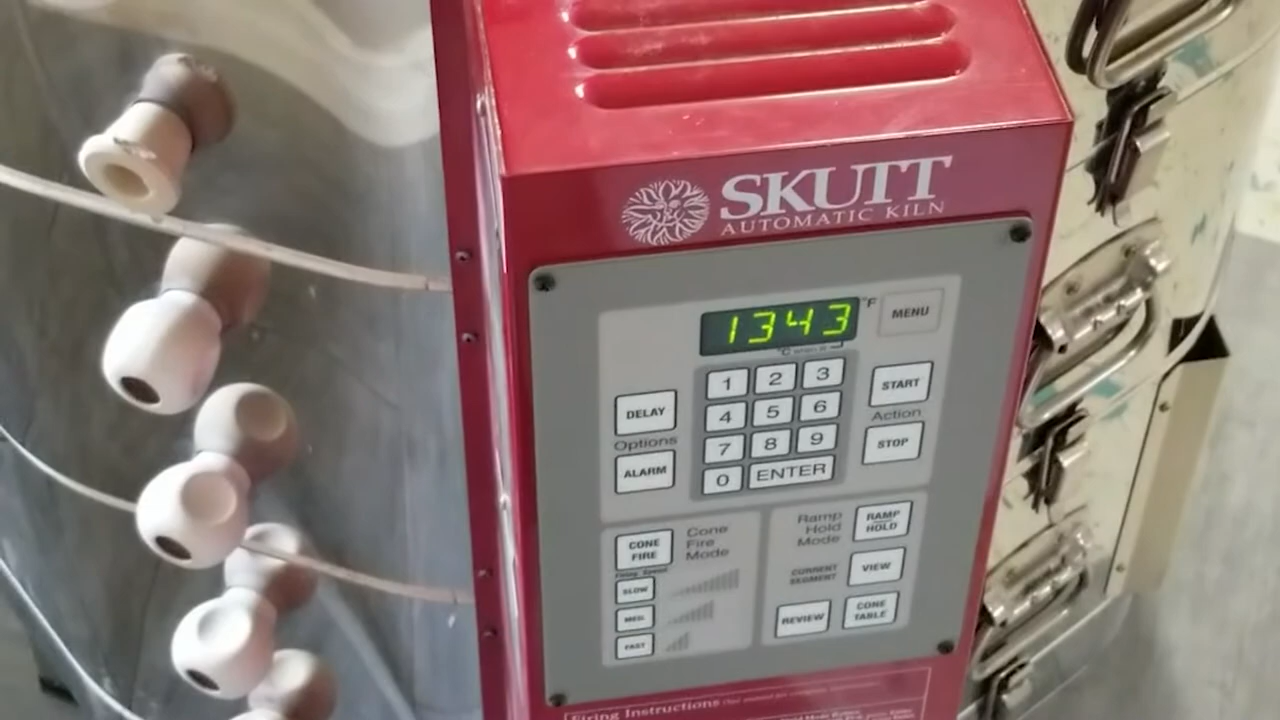 SKUTT
AUTOMATIC KILN
1343 °F
MENU
°C
1 2 3
DELAY
START
4 5 6
Options
Action
7 8 9
ALARM
STOP
0 ENTER
CONE FIRE
Cone
Fire
Mode
Firing Speed
SLOW
MED.
FAST
Ramp
Hold
Mode
RAMP
HOLD
CURRENT
SEGMENT
VIEW
REVIEW
CONE
TABLE
Firing Instructions